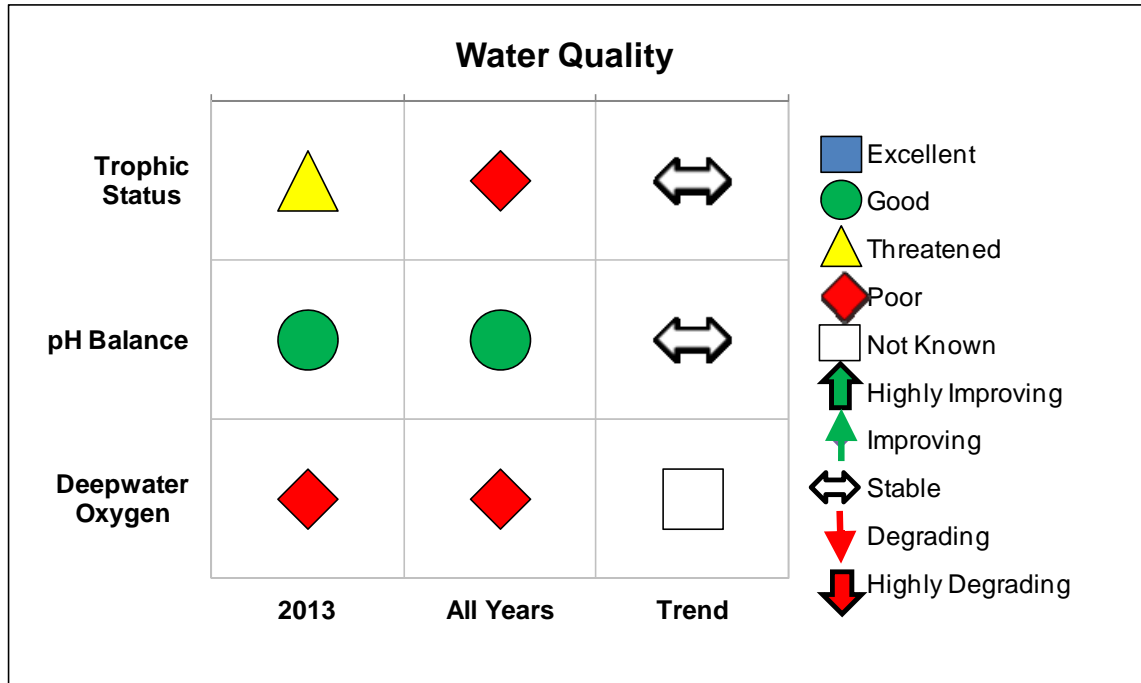 Water Quality
Trophic
Status
pH Balance
Deepwater
Oxygen
2013
All Years
Trend
Excellent
Good
Threatened
Poor
Not Known
Highly Improving
Improving
Stable
Degrading
Highly Degrading